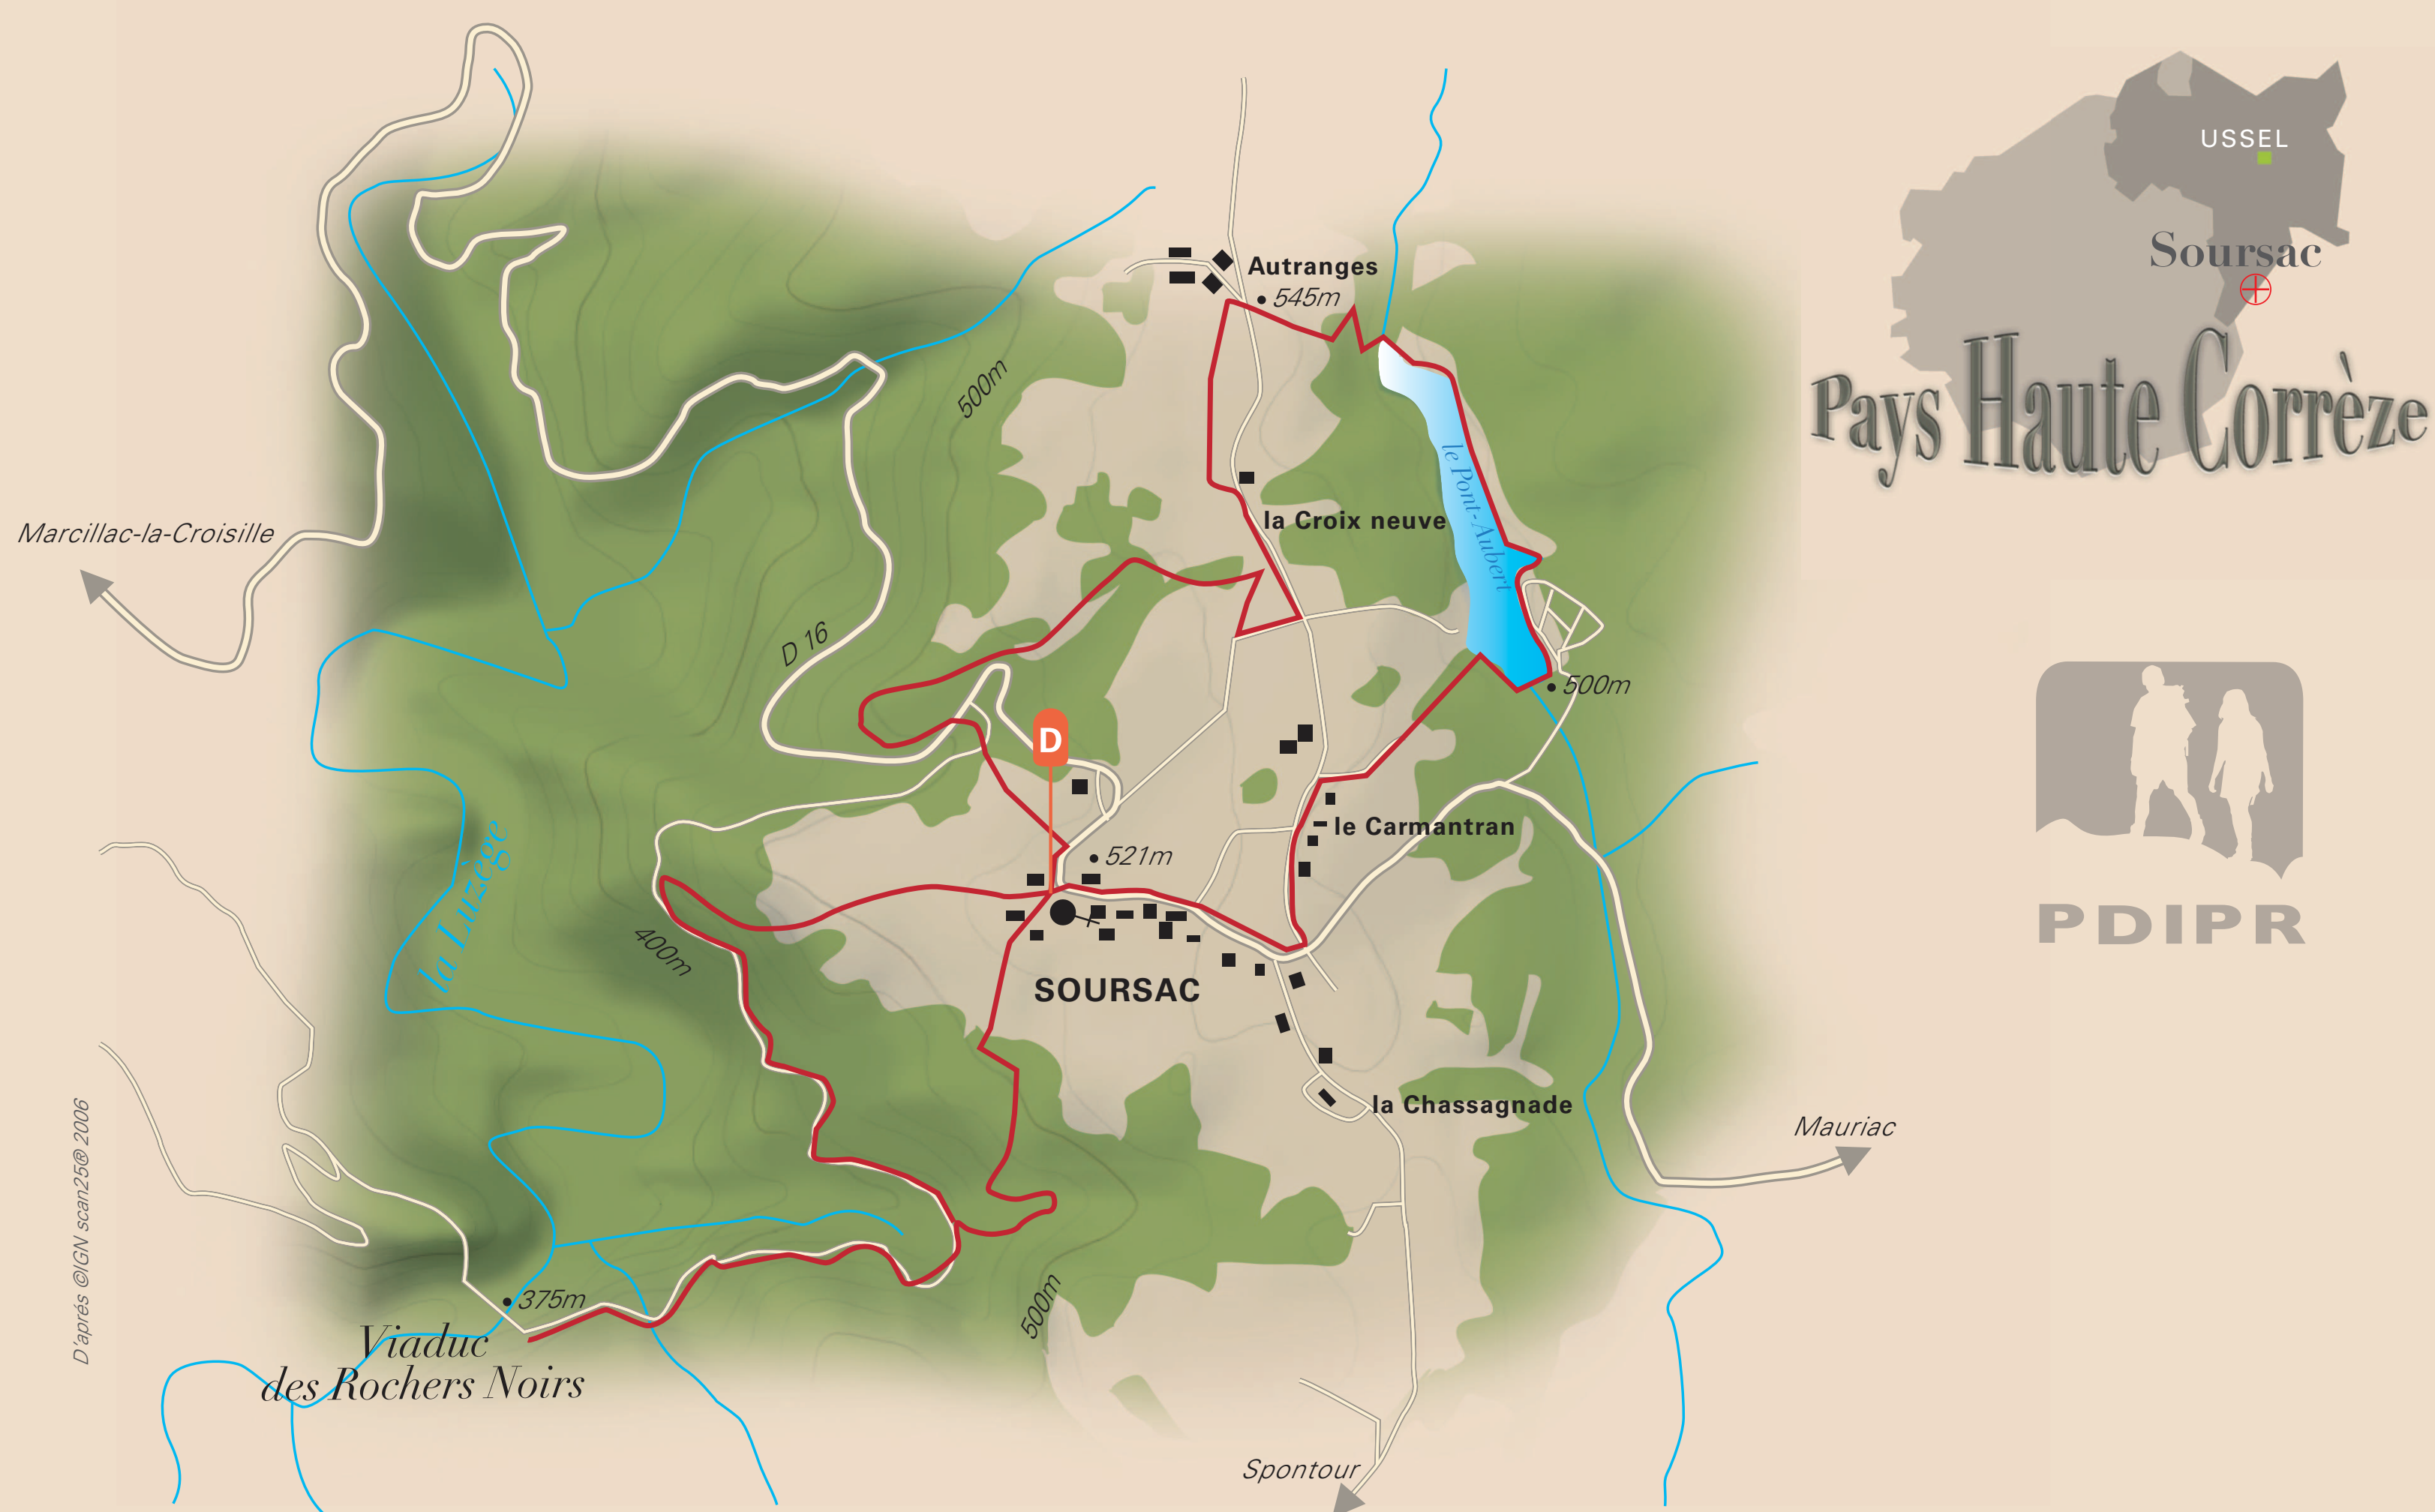 USSEL
Soursac
Pays Haute Corrèze
Autranges
545m
500m
le Pont-Aubert
la Croix neuve
Marcillac-la-Croisille
D 16
500m
D
PDIPR
le Carmantran
521m
la Luzège
400m
SOURSAC
la Chassagnade
Mauriac
D'aprés ©IGN scan25® 2006
375m
500m
Viaduc
des Rochers Noirs
Spontour